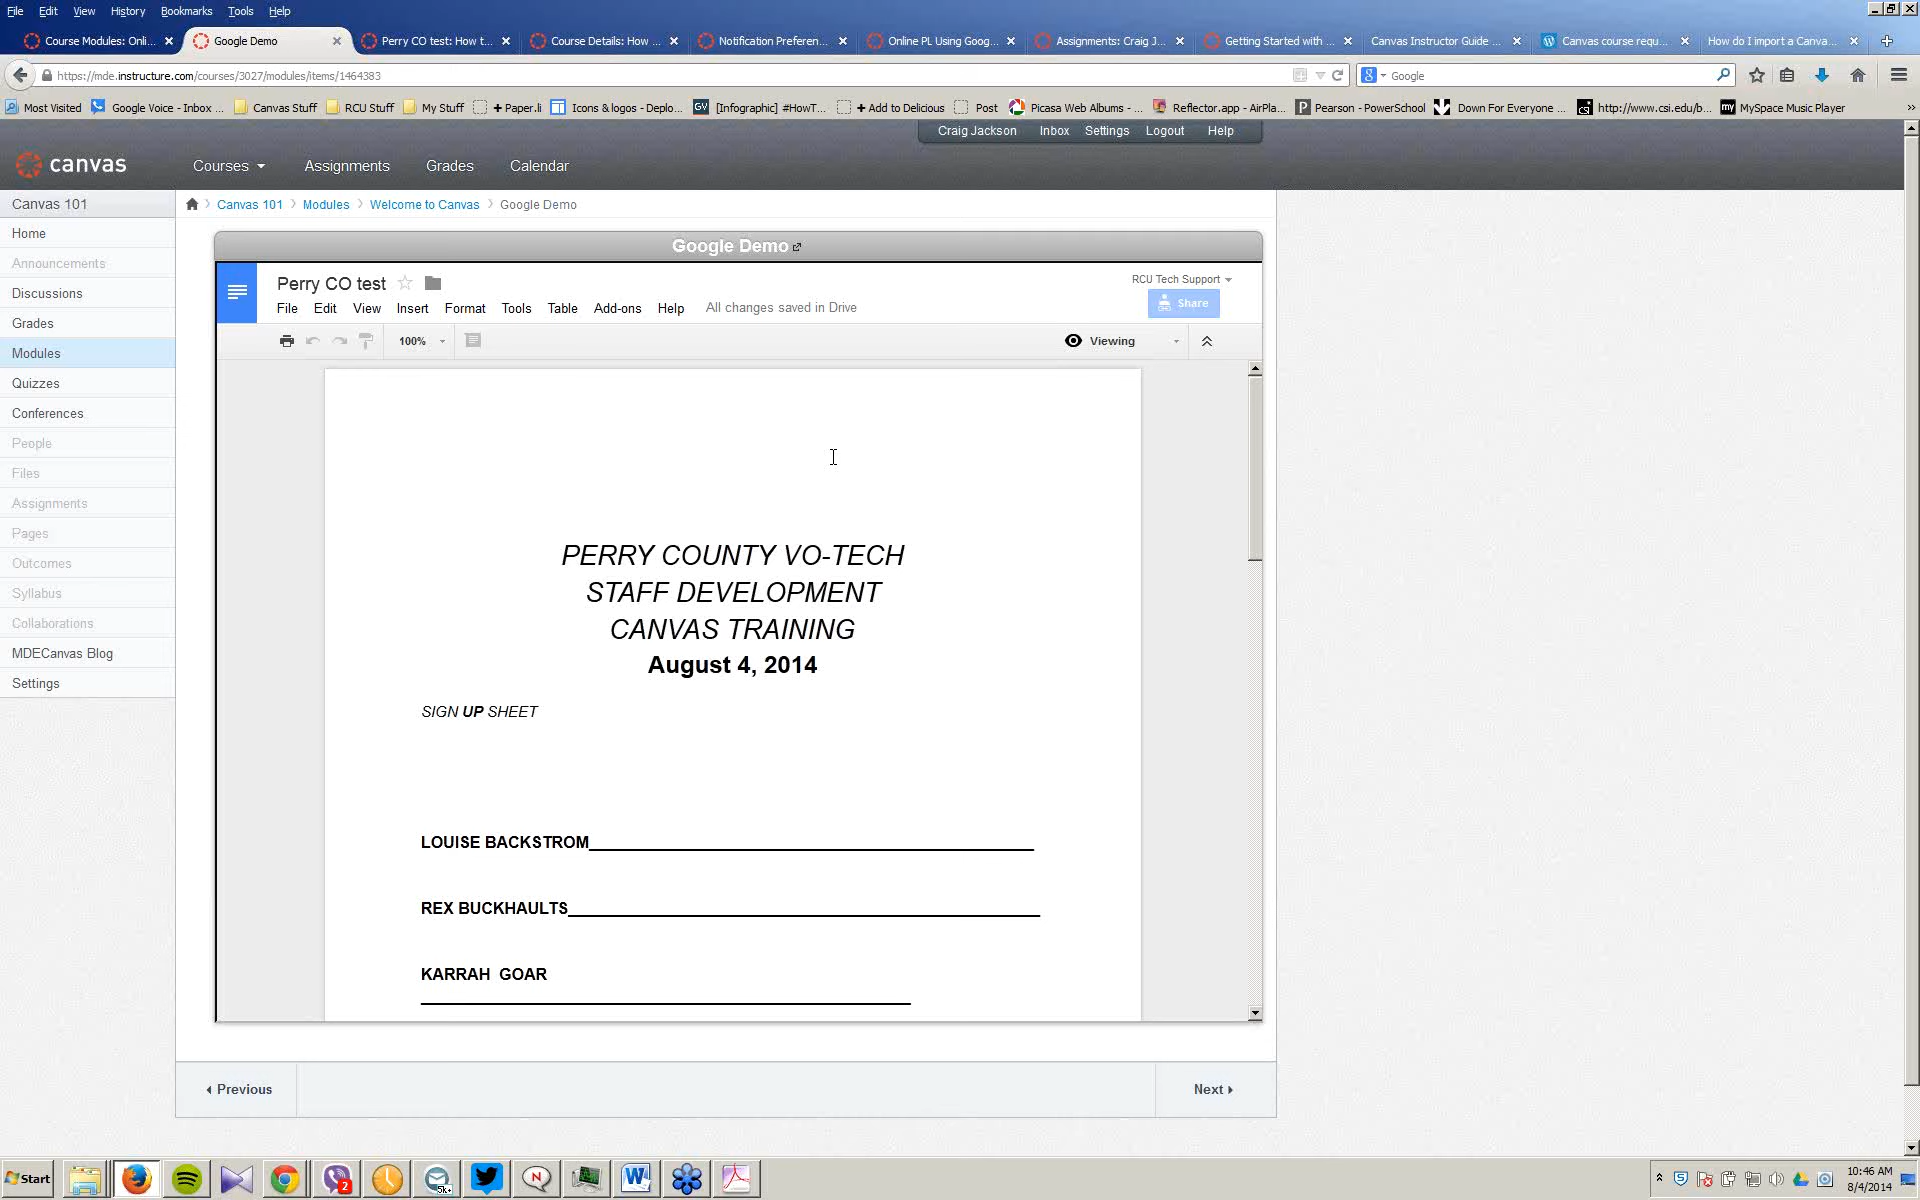 File Edit View History Bookmarks Tools Help
Course Modules: Onli... Google Demo Perry CO test: How t... Course Details: How ... Notification Preferen... Online PL Using Goog... Assignments: Craig J... Getting Started with ... Canvas Instructor Guide ... Canvas course requ... How do I import a Canva...
https://mde.instructure.com/courses/3027/modules/items/1464383 Google
Most Visited Google Voice - Inbox ... Canvas Stuff RCU Stuff My Stuff + Paper.li Icons & logos - Deplo... GV [Infographic] #HowT... + Add to Delicious Post Picasa Web Albums - ... Reflector.app - AirPla... Pearson - PowerSchool Down For Everyone ... csi http://www.csi.edu/b... my MySpace Music Player
Craig Jackson Inbox Settings Logout Help
canvas Courses Assignments Grades Calendar
Canvas 101
Home
Announcements
Discussions
Grades
Modules
Quizzes
Conferences
People
Files
Assignments
Pages
Outcomes
Syllabus
Collaborations
MDECanvas Blog
Settings
Canvas 101 Modules Welcome to Canvas Google Demo
Google Demo
Perry CO test RCU Tech Support
File Edit View Insert Format Tools Table Add-ons Help All changes saved in Drive Share
100% Viewing
PERRY COUNTY VO-TECH
STAFF DEVELOPMENT
CANVAS TRAINING
August 4, 2014
SIGN UP SHEET
LOUISE BACKSTROM
REX BUCKHAULTS
KARRAH GOAR
Previous Next
Start 2 5k+ N W S 10:46 AM
8/4/2014